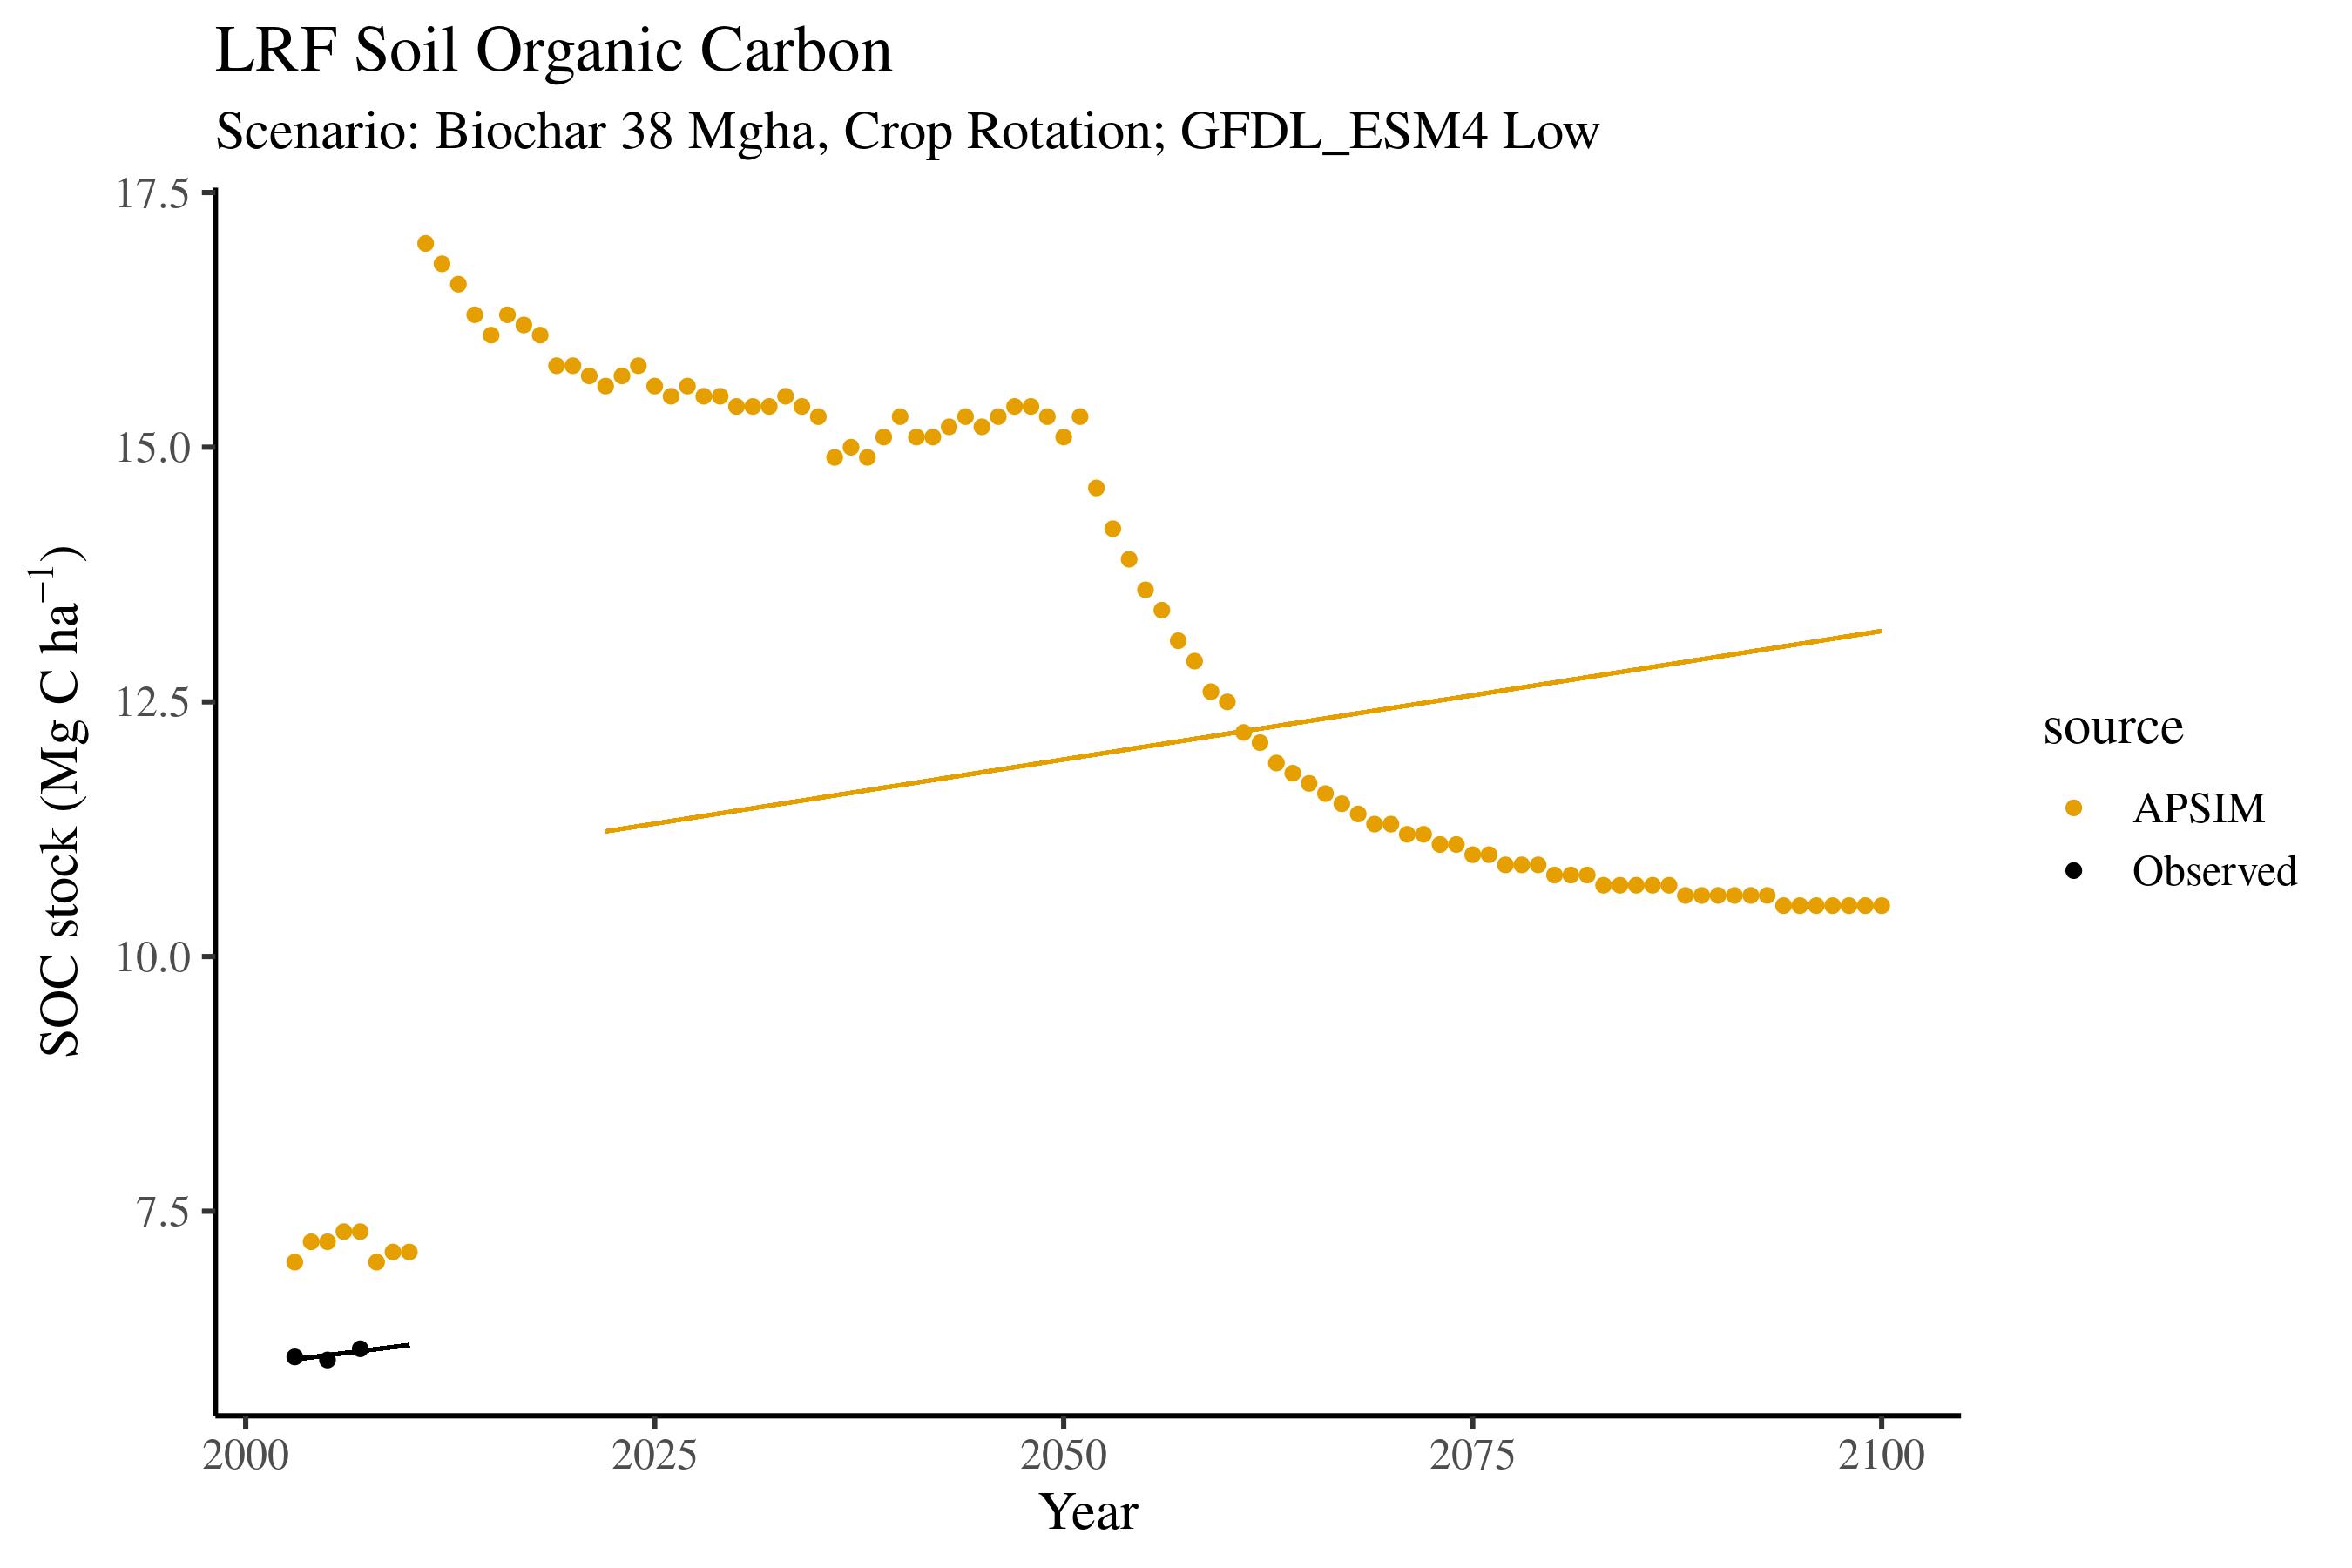 LRF Soil Organic Carbon
Scenario: Biochar 38 Mgha, Crop Rotation; GFDL_ESM4 Low
17.5
15.0
12.5
10.0
7.5
SOC stock (Mg C ha⁻¹)
2000
2025
2050
2075
2100
Year
source
APSIM
Observed